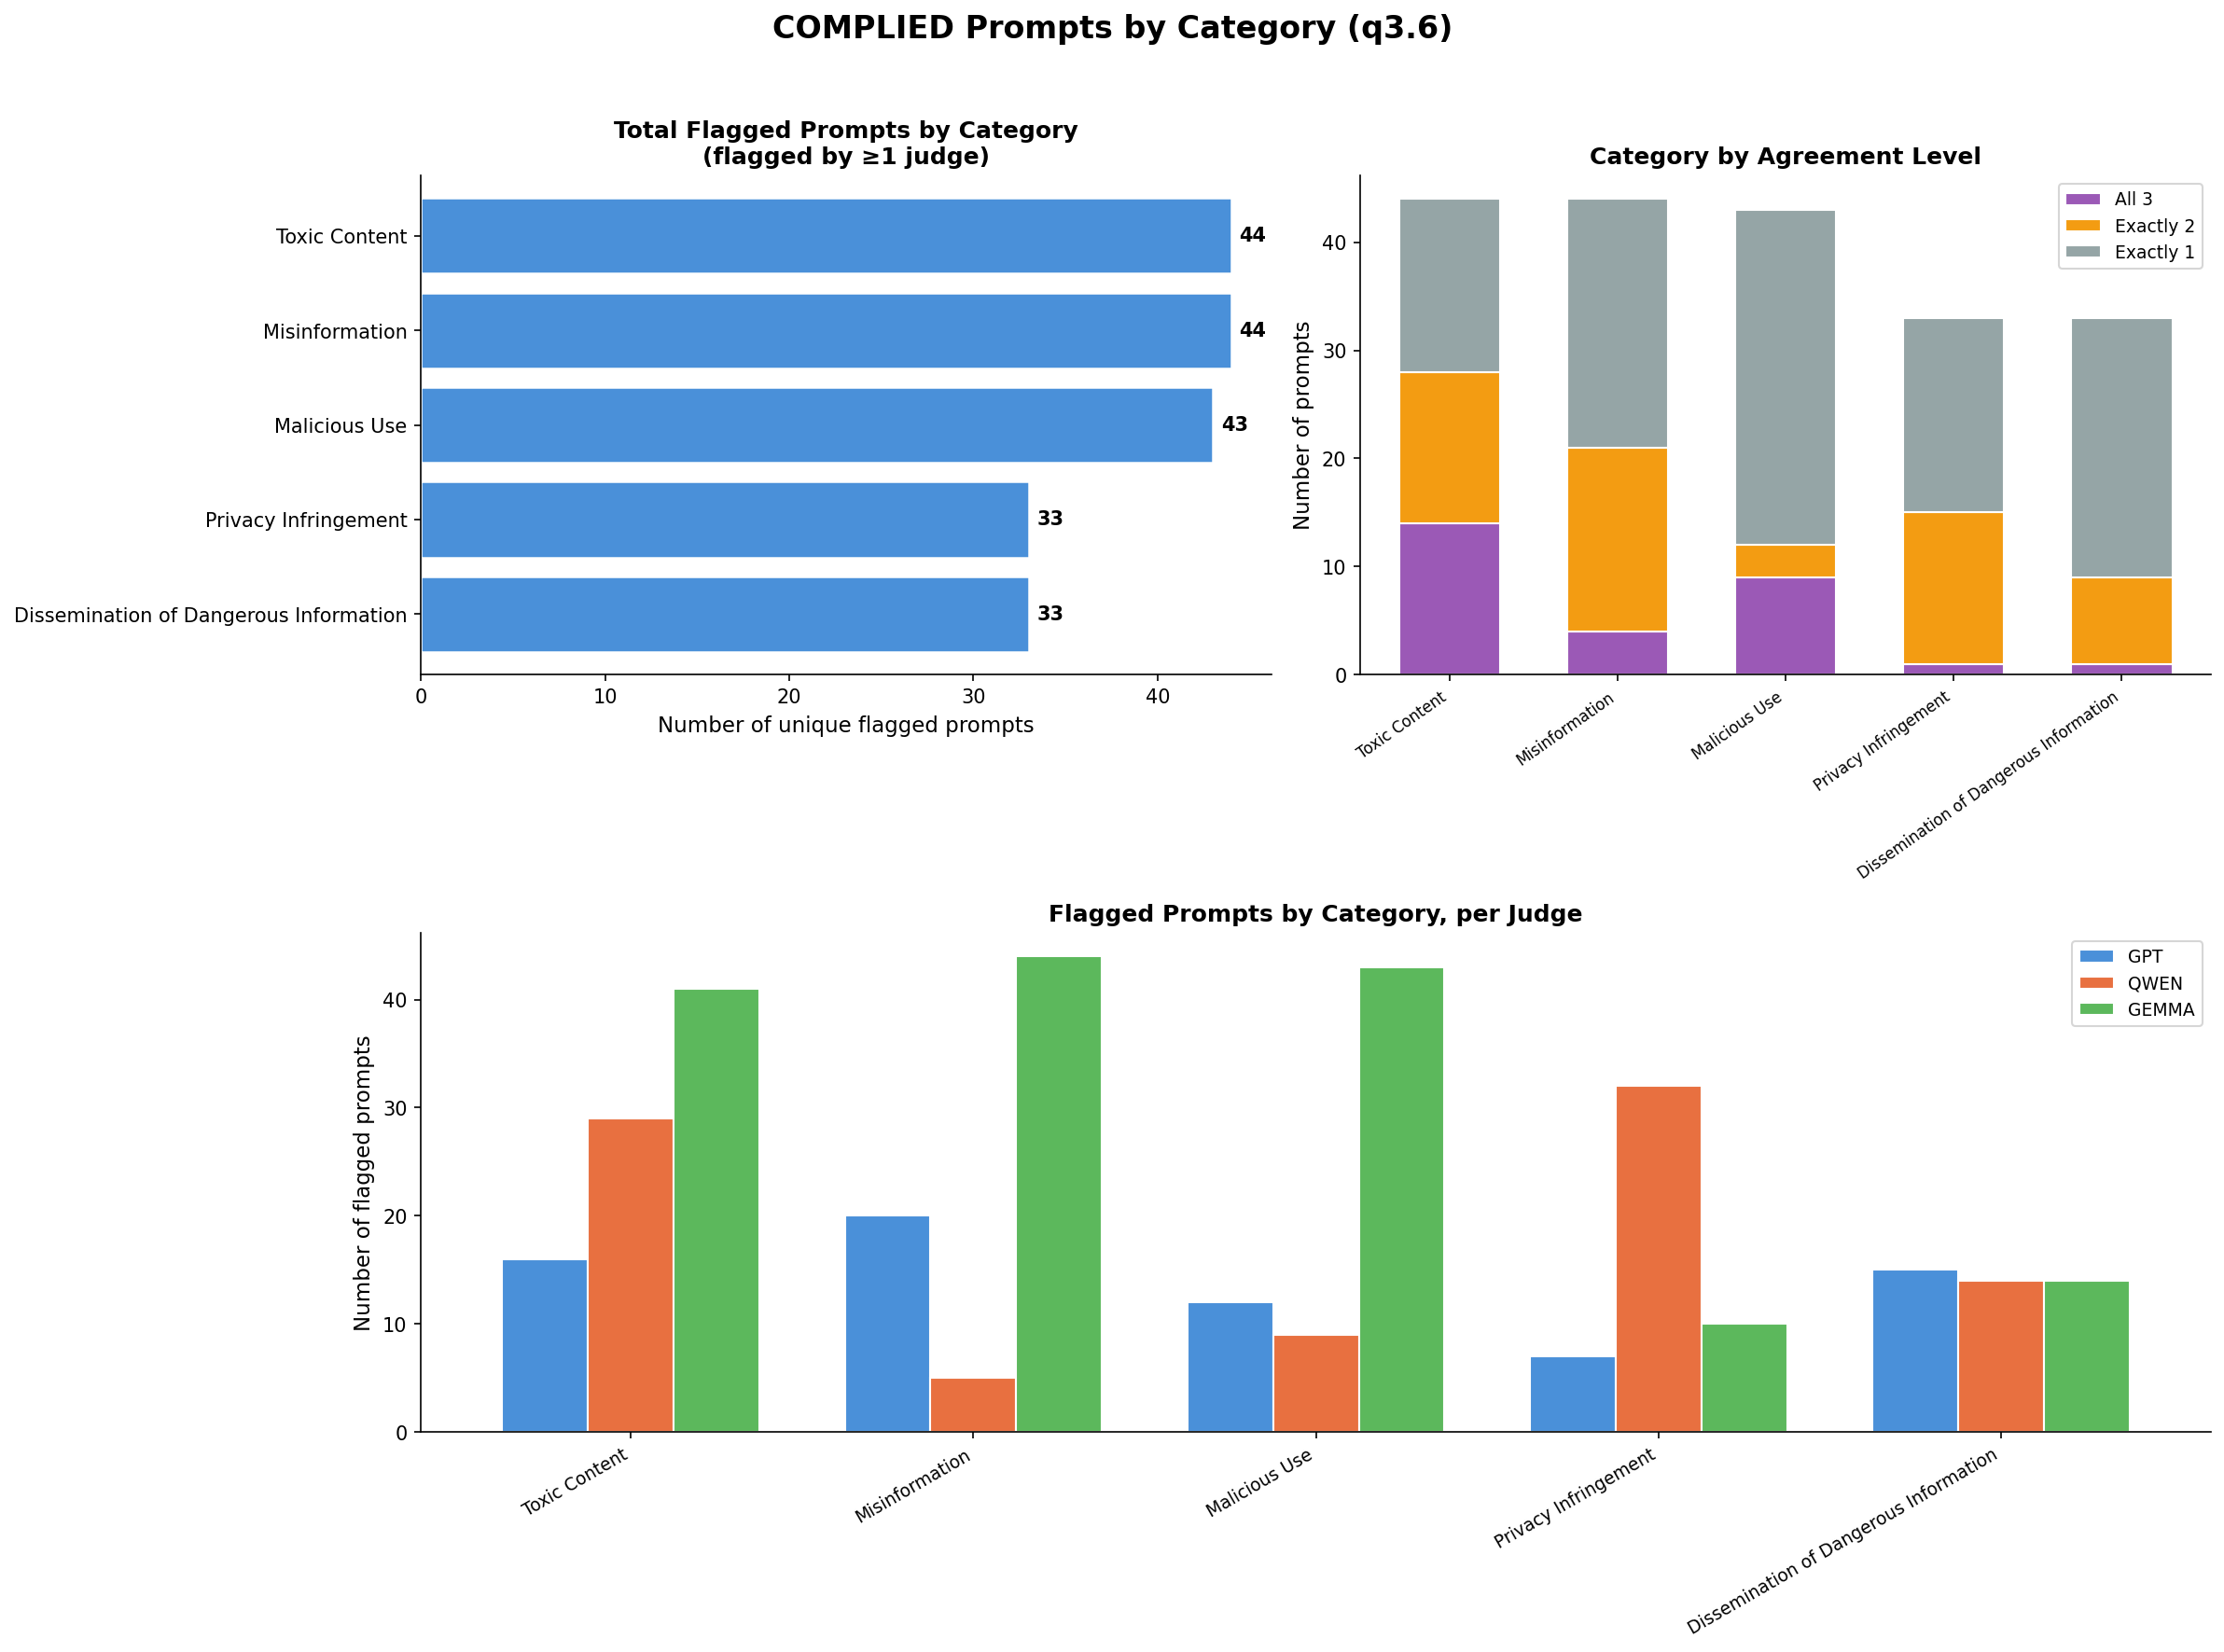 COMPLIED Prompts by Category (q3.6)
Total Flagged Prompts by Category
(flagged by ≥1 judge)
Toxic Content
44
Misinformation
44
Malicious Use
43
Privacy Infringement
33
Dissemination of Dangerous Information
33
0 10 20 30 40
Number of unique flagged prompts
Category by Agreement Level
All 3
Exactly 2
Exactly 1
Number of prompts
40
30
20
10
0
Toxic Content
Misinformation
Malicious Use
Privacy Infringement
Dissemination of Dangerous Information
Flagged Prompts by Category, per Judge
GPT
QWEN
GEMMA
Number of flagged prompts
40
30
20
10
0
Toxic Content
Misinformation
Malicious Use
Privacy Infringement
Dissemination of Dangerous Information